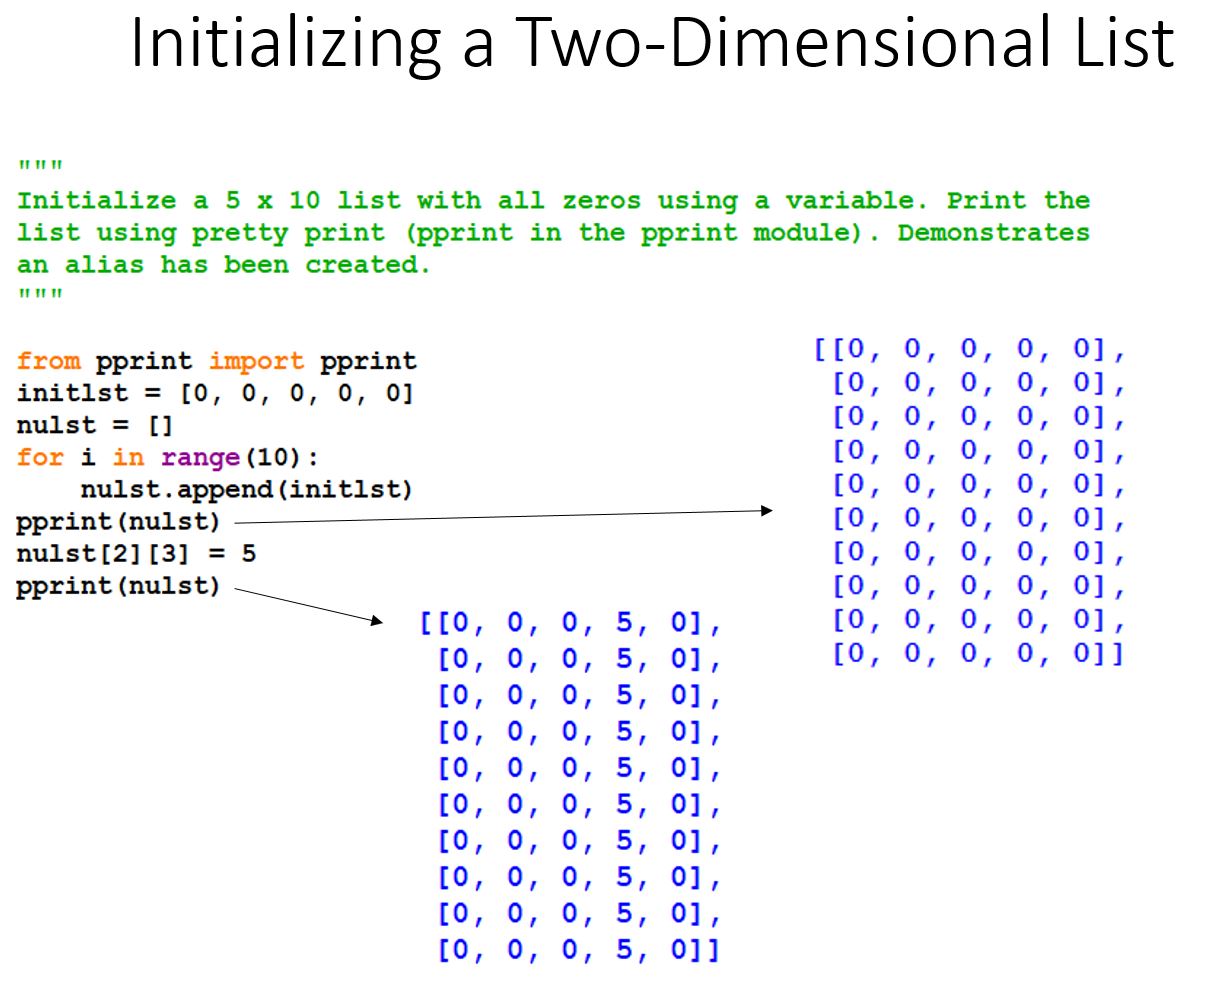 Initializing a Two-Dimensional List
"""
Initialize a 5 x 10 list with all zeros using a variable. Print the
list using pretty print (pprint in the pprint module). Demonstrates
an alias has been created.
"""
from pprint import pprint
initlst = [0, 0, 0, 0, 0]
nulst = []
for i in range(10):
    nulst.append(initlst)
pprint(nulst)
nulst[2][3] = 5
pprint(nulst)
[[0, 0, 0, 0, 0],
 [0, 0, 0, 0, 0],
 [0, 0, 0, 0, 0],
 [0, 0, 0, 0, 0],
 [0, 0, 0, 0, 0],
 [0, 0, 0, 0, 0],
 [0, 0, 0, 0, 0],
 [0, 0, 0, 0, 0],
 [0, 0, 0, 0, 0],
 [0, 0, 0, 0, 0]]
[[0, 0, 0, 5, 0],
 [0, 0, 0, 5, 0],
 [0, 0, 0, 5, 0],
 [0, 0, 0, 5, 0],
 [0, 0, 0, 5, 0],
 [0, 0, 0, 5, 0],
 [0, 0, 0, 5, 0],
 [0, 0, 0, 5, 0],
 [0, 0, 0, 5, 0],
 [0, 0, 0, 5, 0]]